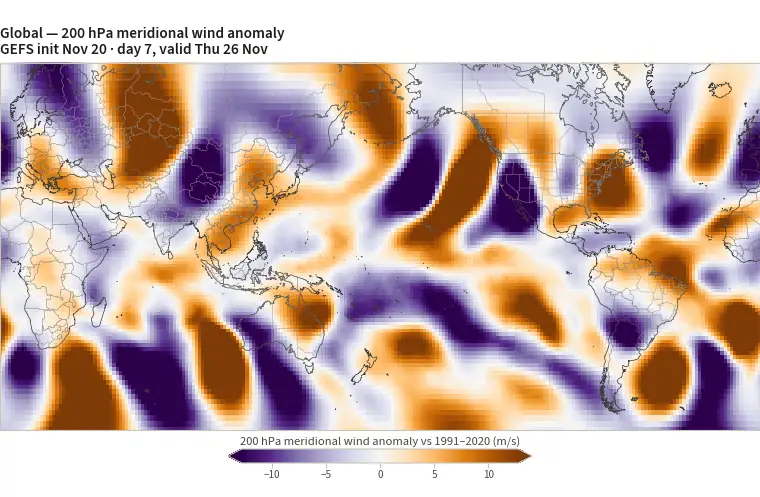 Global — 200 hPa meridional wind anomaly
GEFS init Nov 20 · day 7, valid Thu 26 Nov
240 hPa meridional wind anomaly vs 1991–2020 (m/s)
−10 −5 0 5 10